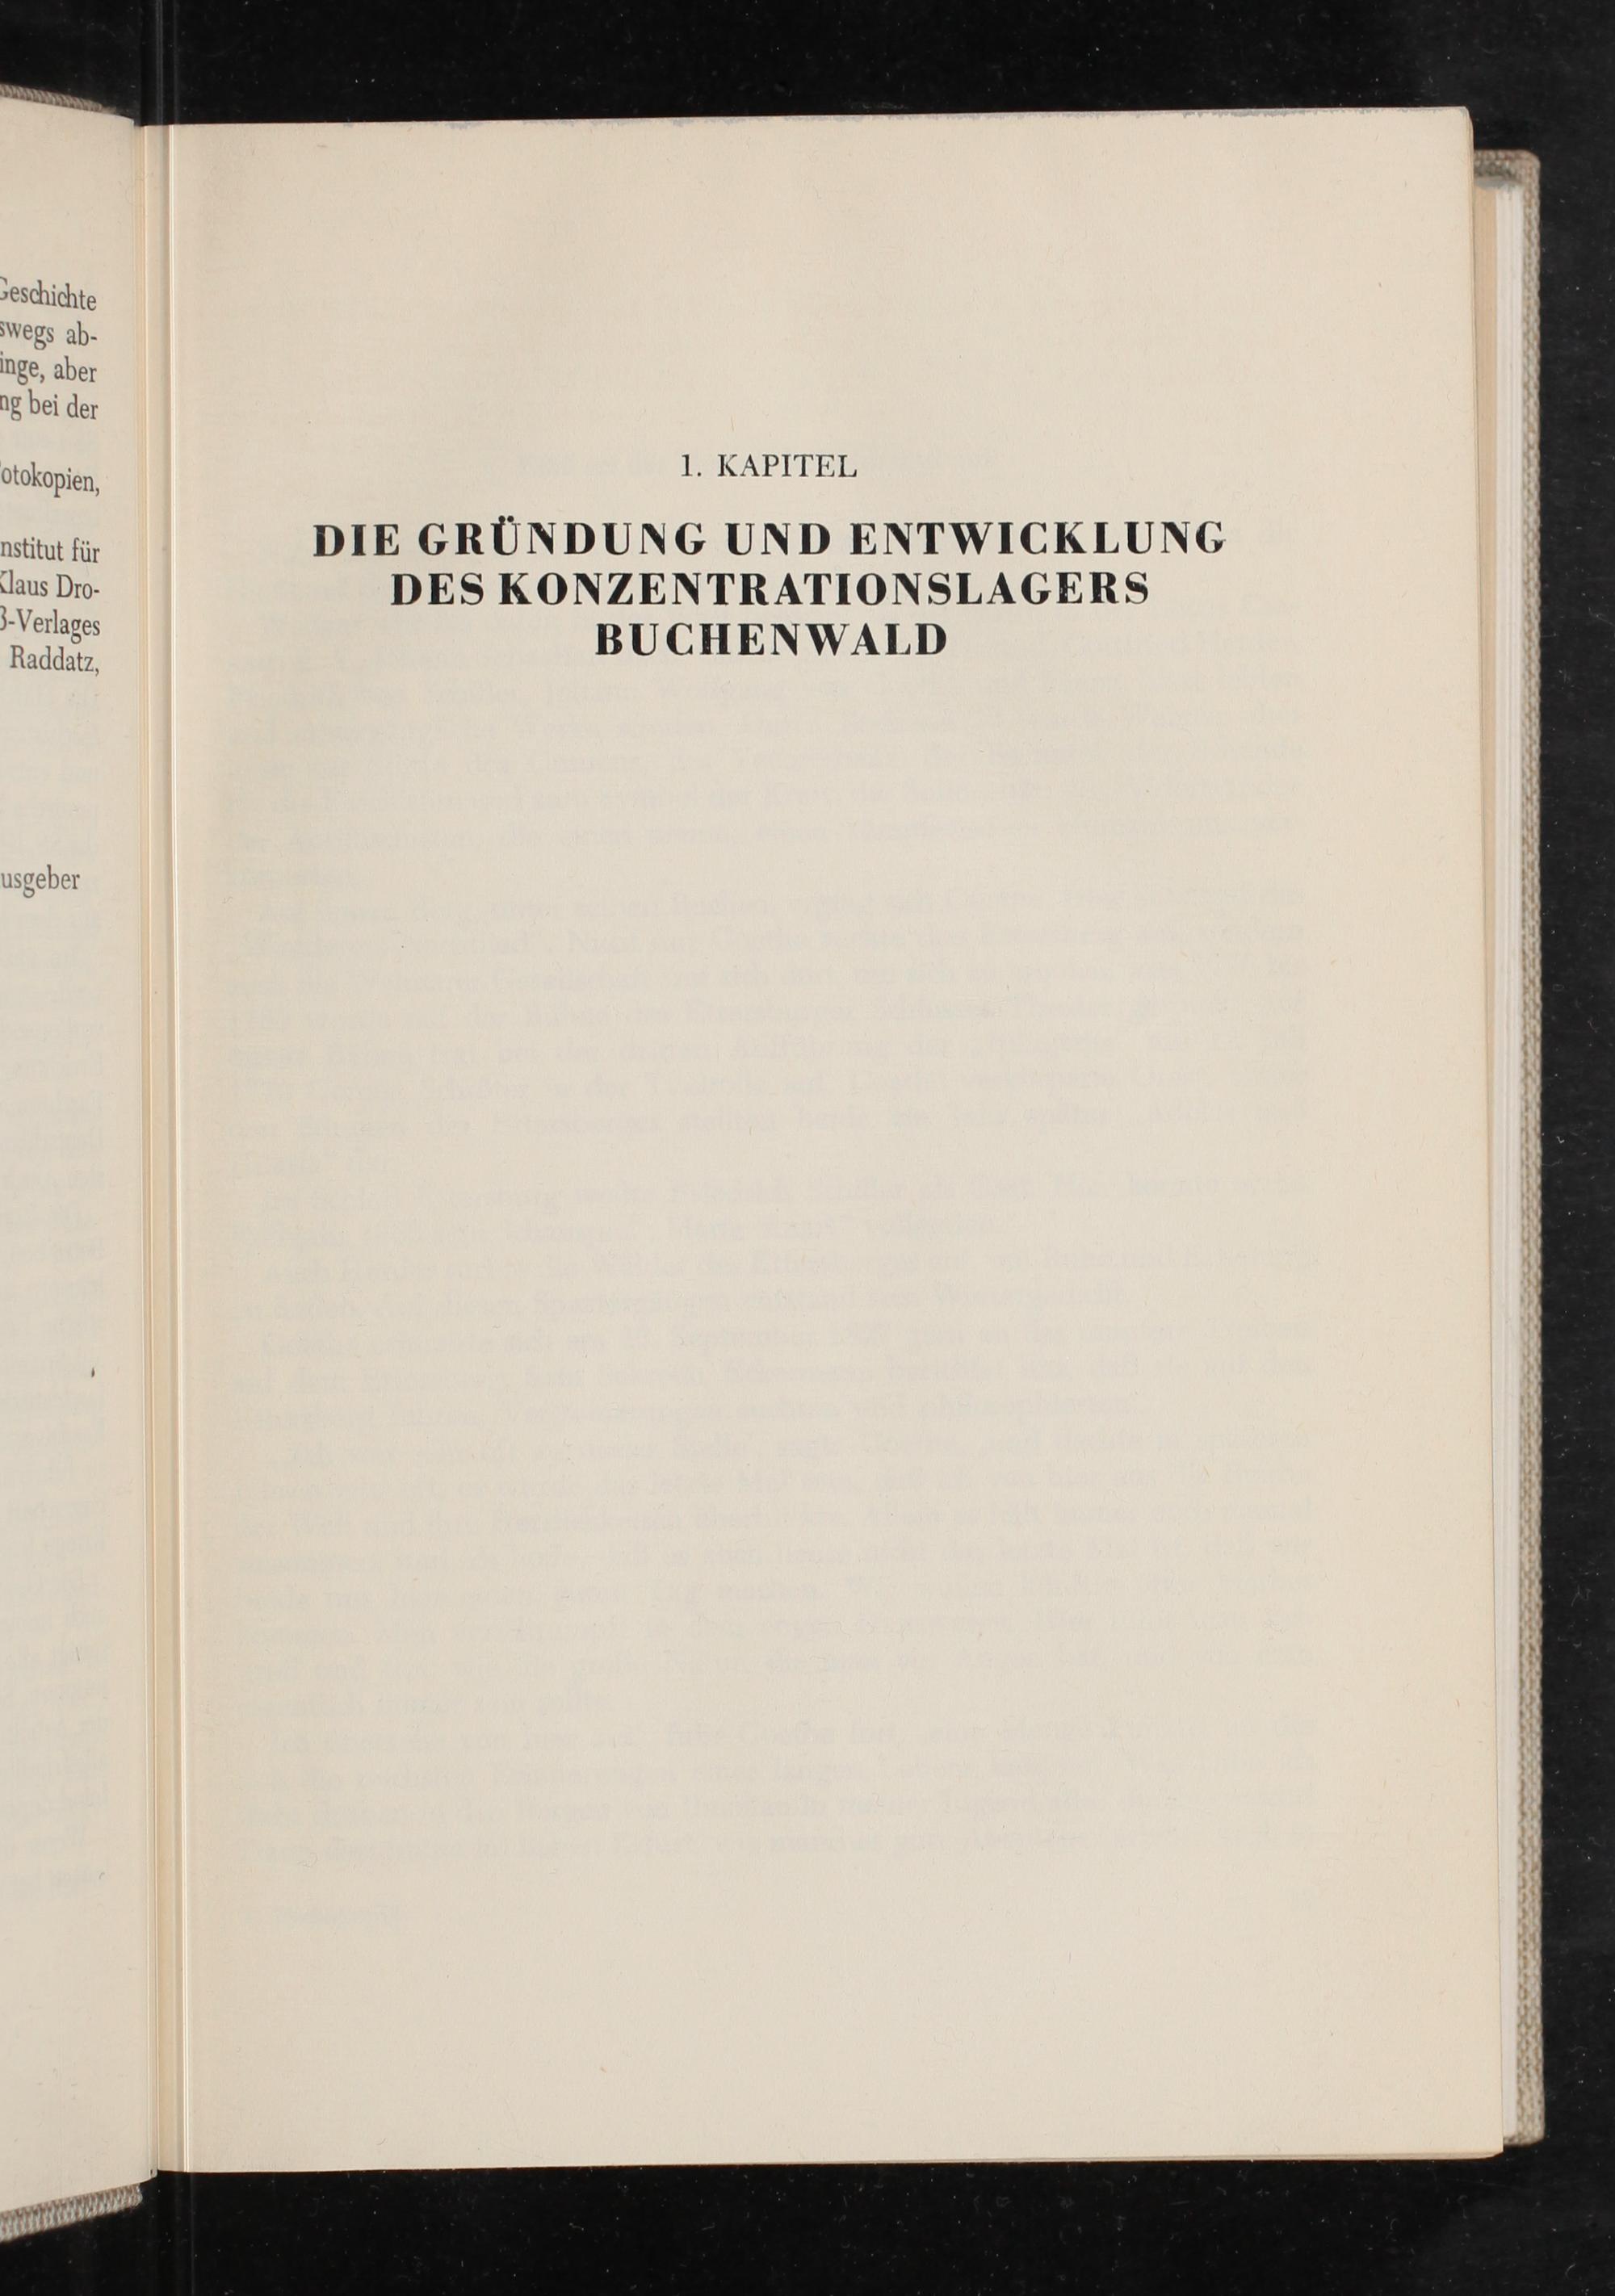 Geschichte
swegs ab-
inge, aber
ng bei der
otokopien,
nstitut für
Klaus Dro-
ß-Verlages
Raddatz,
usgeber
1. KAPITEL
DIE GRÜNDUNG UND ENTWICKLUNG
DES KONZENTRATIONSLAGERS
BUCHENWALD